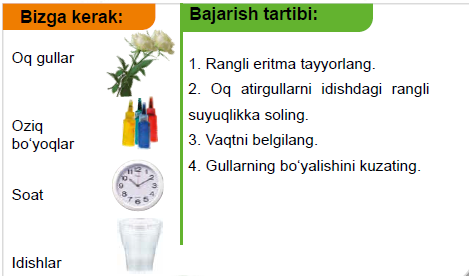 Bizga kerak:
Oq gullar
Oziq
bo‘yoqlar
Soat
Idishlar
Bajarish tartibi:
1. Rangli eritma tayyorlang.
2. Oq atirgullarni idishdagi rangli
suyuqlikka soling.
3. Vaqtni belgilang.
4. Gullarning bo‘yalishini kuzating.